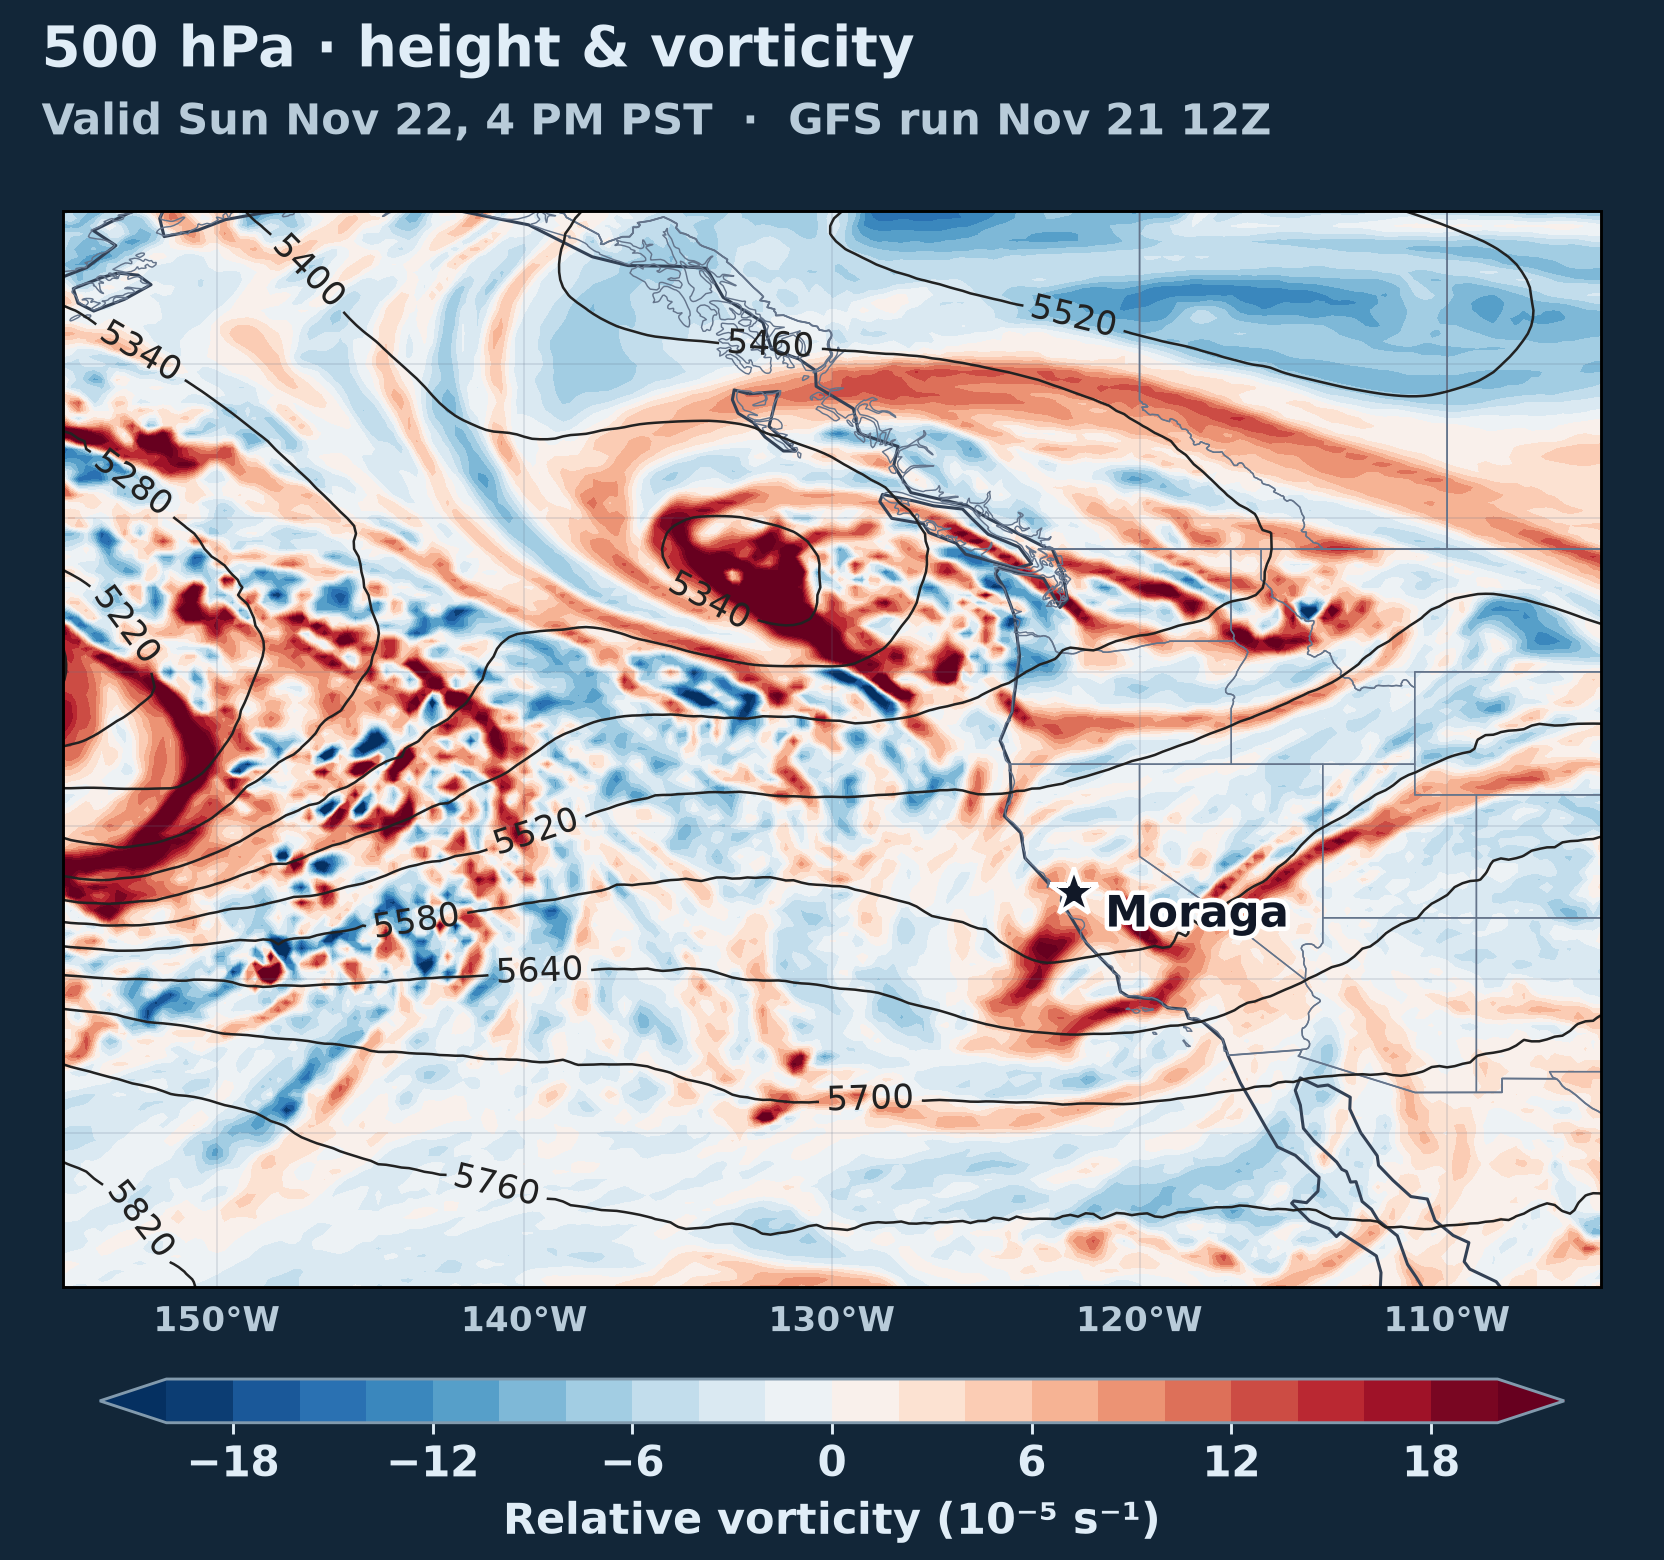 500 hPa · height & vorticity
Valid Sun Nov 22, 4 PM PST · GFS run Nov 21 12Z
5400
5520
5340
5460
5280
5340
5220
5520
5580
Moraga
5640
5700
5760
5820
150°W 140°W 130°W 120°W 110°W
−18 −12 −6 0 6 12 18
Relative vorticity (10⁻⁵ s⁻¹)